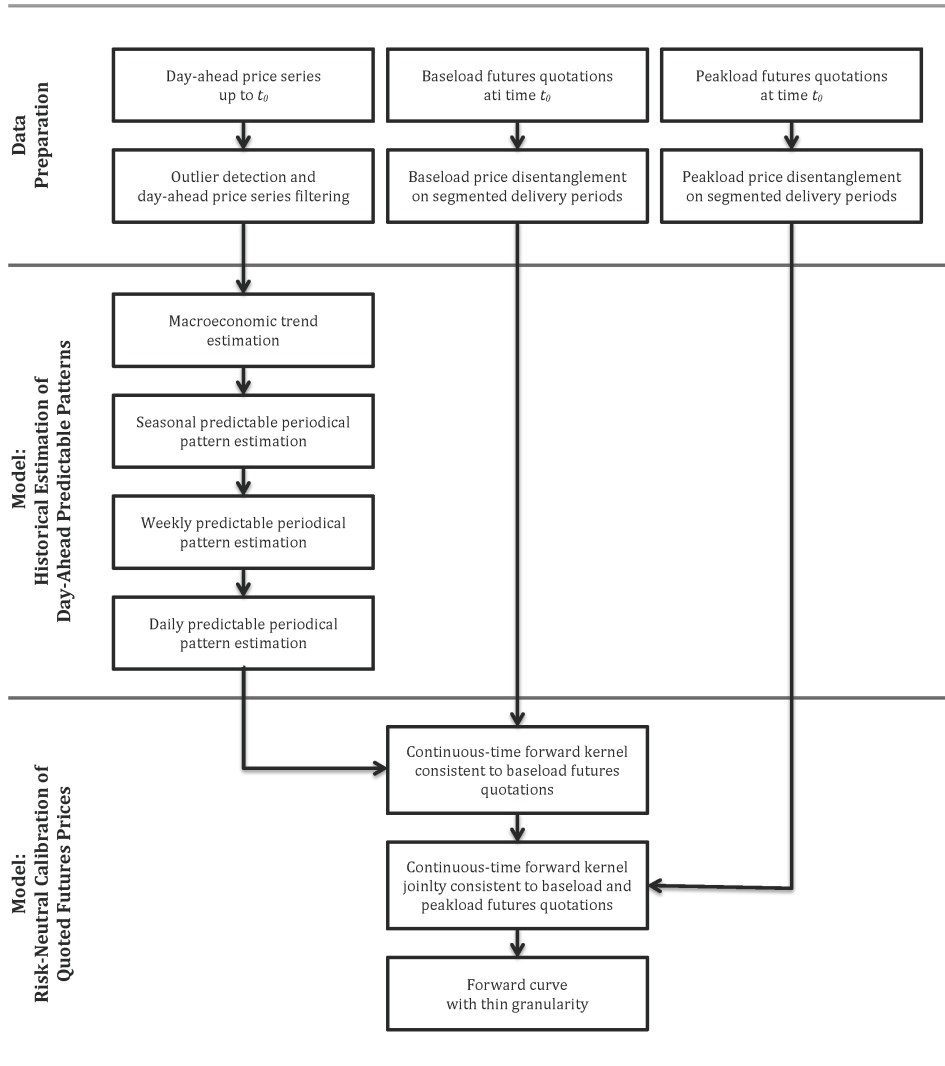 Data
Preparation
Day-ahead price series
up to t₀
Baseload futures quotations
ati time t₀
Peakload futures quotations
at time t₀
Outlier detection and
day-ahead price series filtering
Baseload price disentanglement
on segmented delivery periods
Peakload price disentanglement
on segmented delivery periods
Model:
Historical Estimation of
Day-Ahead Predictable Patterns
Macroeconomic trend
estimation
Seasonal predictable periodical
pattern estimation
Weekly predictable periodical
pattern estimation
Daily predictable periodical
pattern estimation
Model:
Risk-Neutral Calibration of
Quoted Futures Prices
Continuous-time forward kernel
consistent to baseload futures
quotations
Continuous-time forward kernel
joinlty consistent to baseload and
peakload futures quotations
Forward curve
with thin granularity